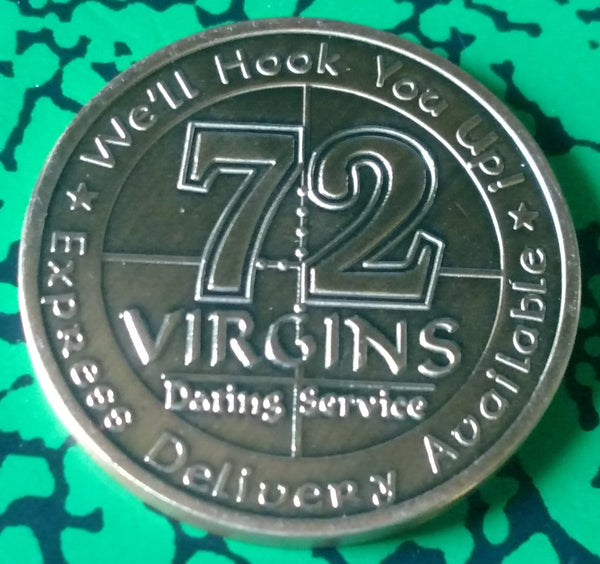 We'll Hook You Up!
72
VIRGINS
Dating Service
Express Delivery Available